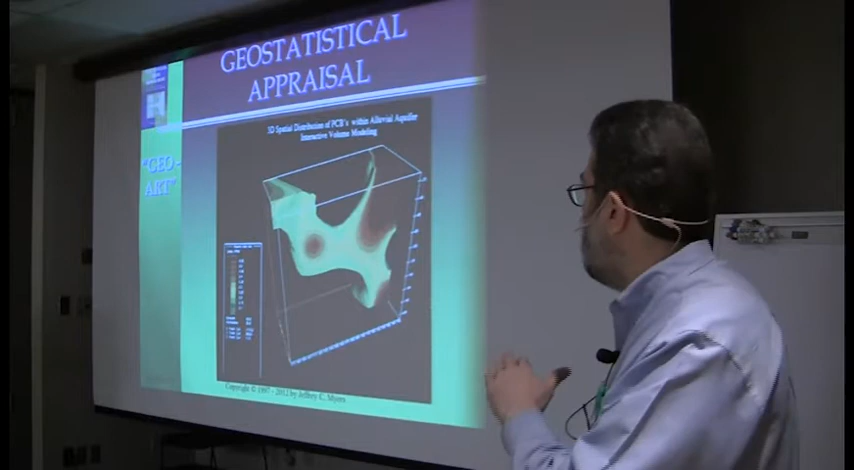 GEOSTATISTICAL
APPRAISAL
3D Spatial Distribution of PCB's within Alluvial Aquifer
Interactive Volume Modeling
"GEO-
ART"
Copyright © 1997 - 2012 by Jeffrey C. Myers